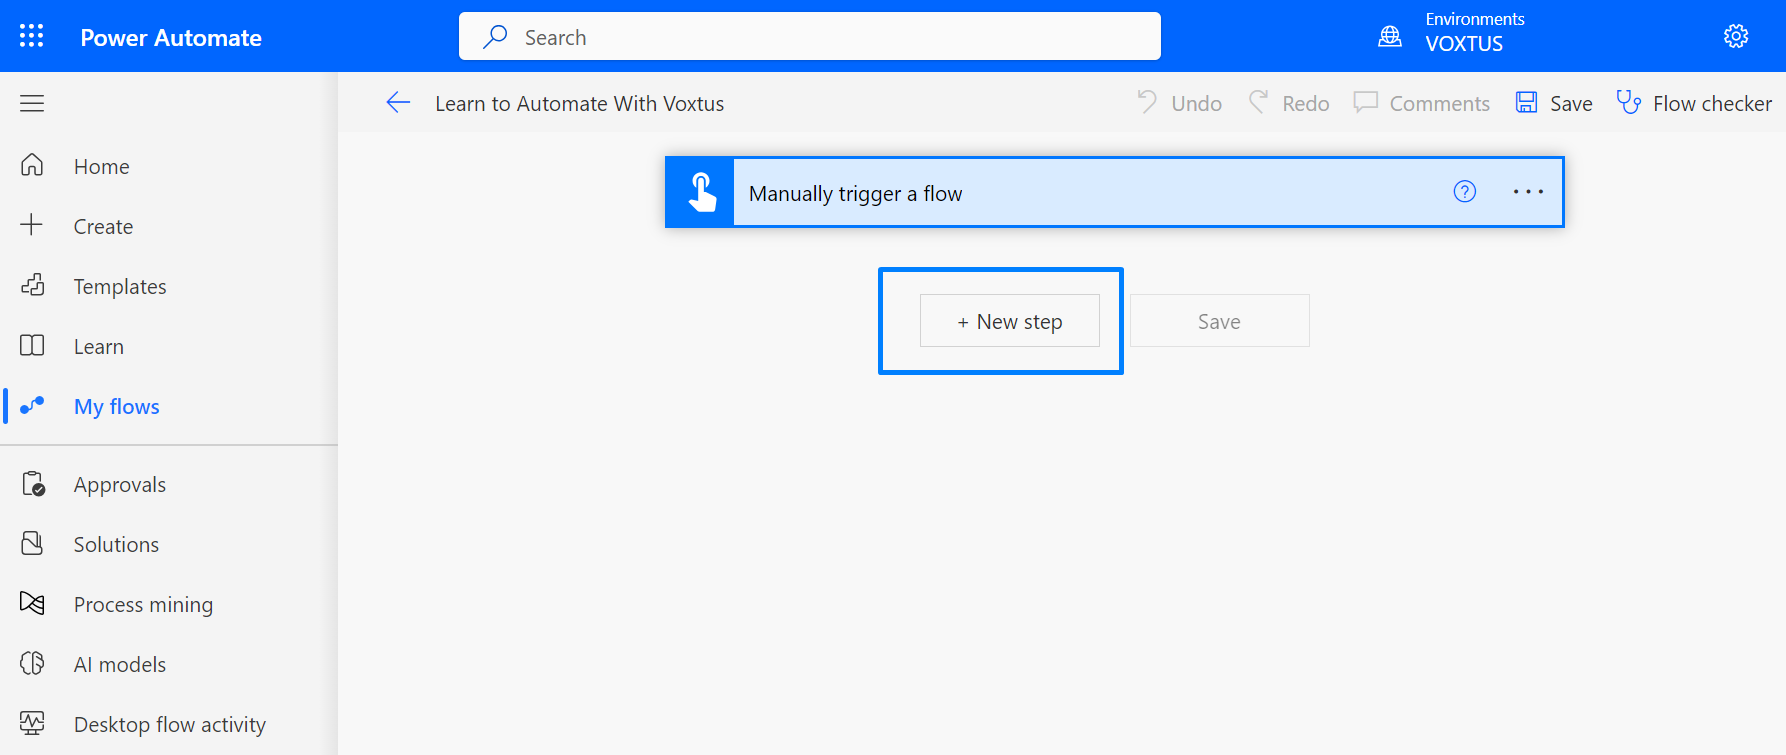 Power Automate
Search
Environments
VOXTUS
Learn to Automate With Voxtus
Undo
Redo
Comments
Save
Flow checker
Home
Create
Templates
Learn
My flows
Approvals
Solutions
Process mining
AI models
Desktop flow activity
Manually trigger a flow
+ New step
Save